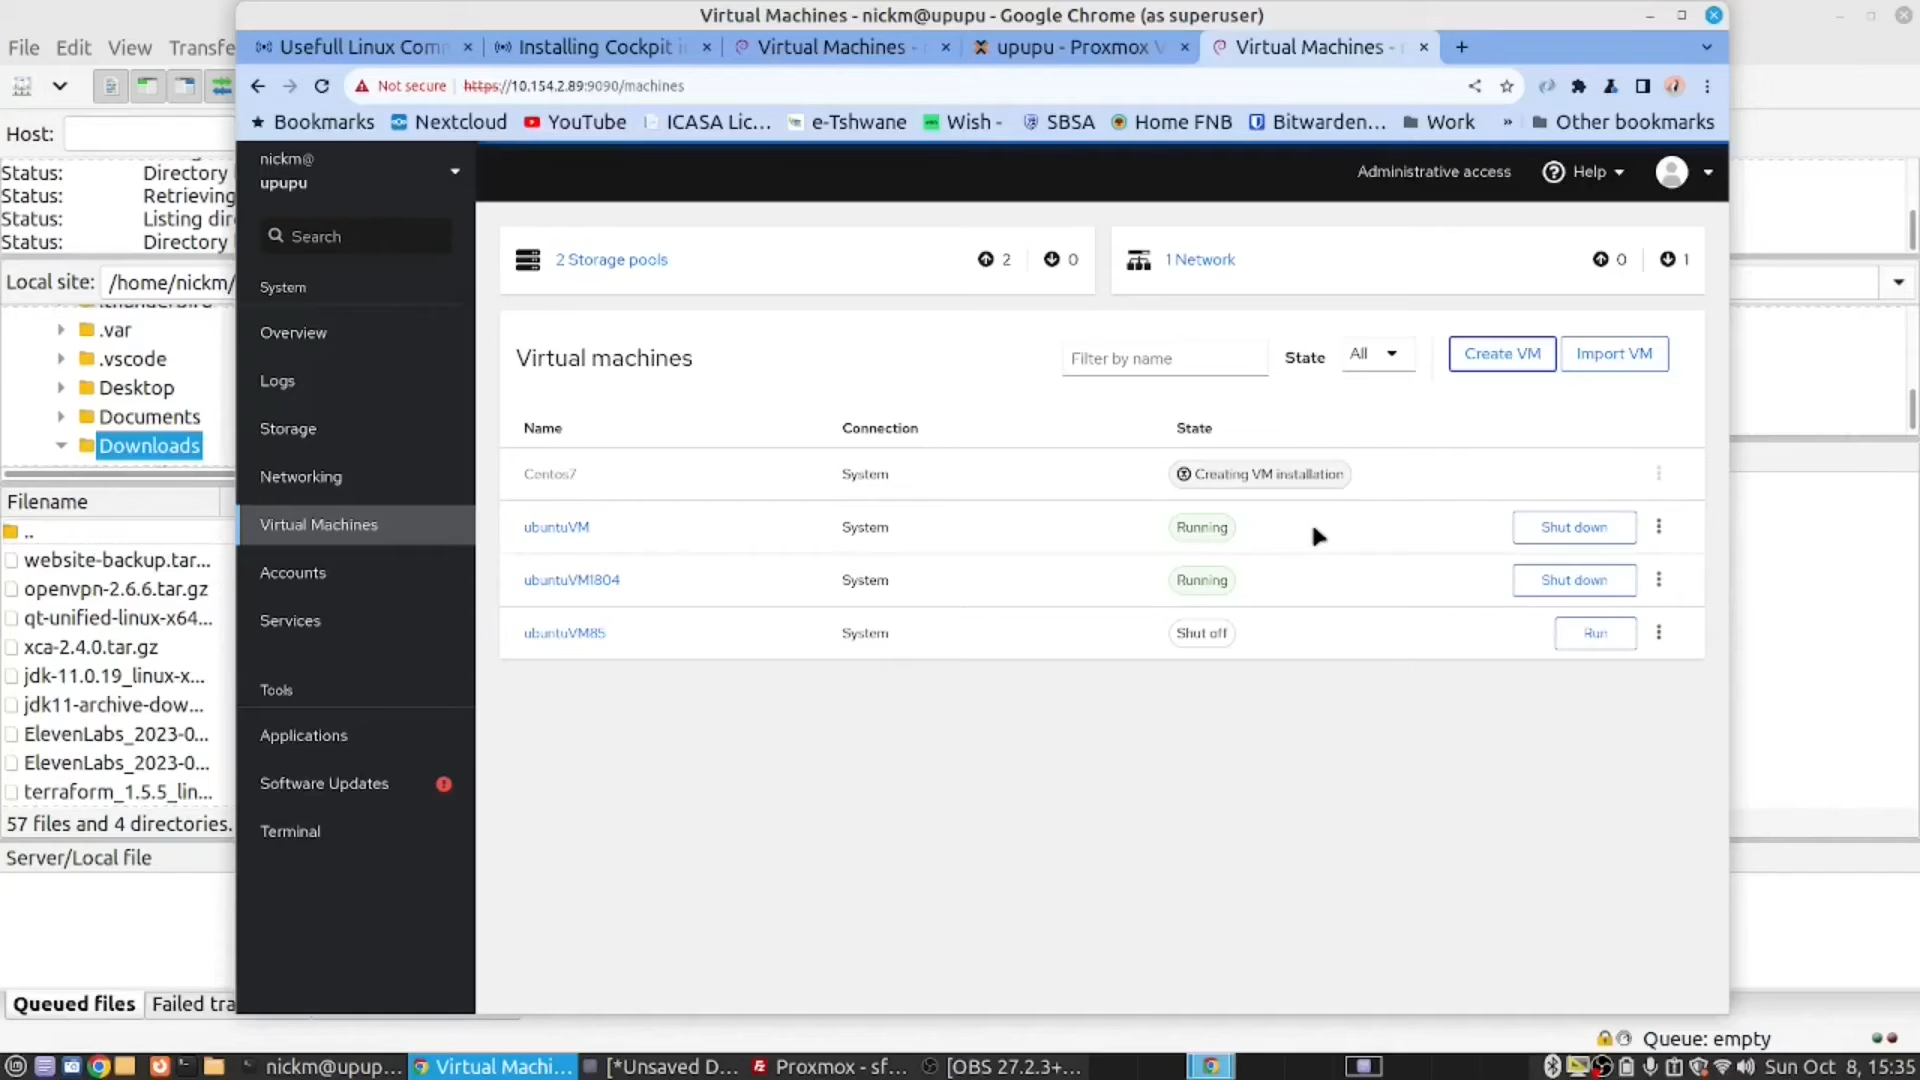 Virtual Machines - nickm@upupu - Google Chrome (as superuser)
File Edit View Transfe
Usefull Linux Comm × Installing Cockpit i × Virtual Machines - × upupu - Proxmox V × Virtual Machines - × +
Not secure https://10.154.2.89:9090/machines
Bookmarks Nextcloud YouTube ICASA Lic... e-Tshwane Wish - SBSA Home FNB Bitwarden... Work » Other bookmarks
Host:
Status: Directory
Status: Retrieving
Status: Listing dir
Status: Directory
Local site: /home/nickm/
.var
.vscode
Desktop
Documents
Downloads
Filename
..
website-backup.tar...
openvpn-2.6.6.tar.gz
qt-unified-linux-x64...
xca-2.4.0.tar.gz
jdk-11.0.19_linux-x...
jdk11-archive-dow...
ElevenLabs_2023-0...
ElevenLabs_2023-0...
terraform_1.5.5_lin...
57 files and 4 directories.
Server/Local file
Queued files Failed tra
nickm@
upupu
Search
System
Overview
Logs
Storage
Networking
Virtual Machines
Accounts
Services
Tools
Applications
Software Updates
Terminal
Administrative access Help
2 Storage pools 2 0
1 Network 0 1
Virtual machines Filter by name State All Create VM Import VM
Name Connection State
Centos7 System Creating VM installation
ubuntuVM System Running Shut down
ubuntuVM1804 System Running Shut down
ubuntuVM85 System Shut off Run
Queue: empty
nickm@upup... Virtual Machi... [*Unsaved D... Proxmox - sf... [OBS 27.2.3+... Sun Oct 8, 15:35